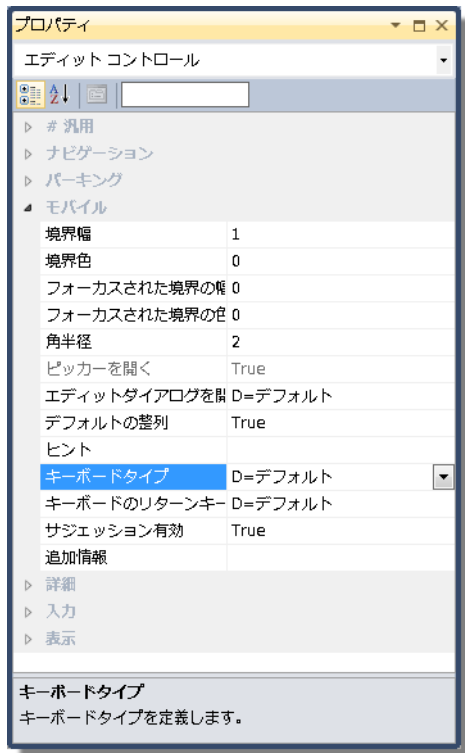 プロパティ
エディット コントロール
# 汎用
ナビゲーション
パーキング
モバイル
境界幅 1
境界色 0
フォーカスされた境界の幅 0
フォーカスされた境界の色 0
角半径 2
ピッカーを開く True
エディットダイアログを開 D=デフォルト
デフォルトの整列 True
ヒント
キーボードタイプ D=デフォルト
キーボードのリターンキー D=デフォルト
サジェッション有効 True
追加情報
詳細
入力
表示
キーボードタイプ
キーボードタイプを定義します。